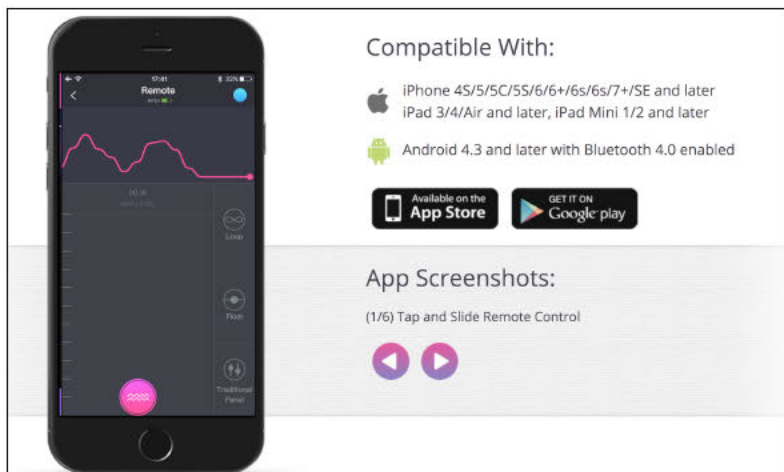 17:41
22%
Remote
Loop
Float
Traditional
Panel
Compatible With:
iPhone 4S/5/5C/5S/6/6+/6s/6s/7+/SE and later
iPad 3/4/Air and later, iPad Mini 1/2 and later
Android 4.3 and later with Bluetooth 4.0 enabled
Available on the
App Store
GET IT ON
Google play
App Screenshots:
(1/6) Tap and Slide Remote Control